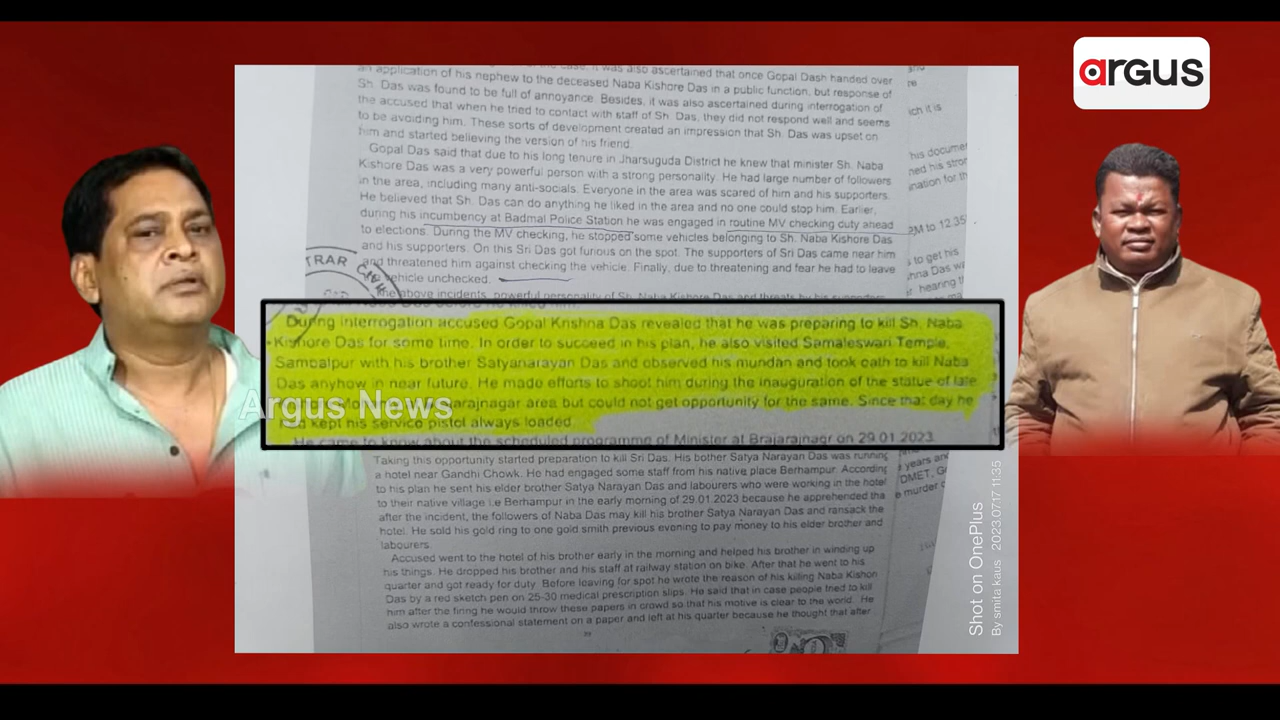 argus
an application of his nephew to the deceased Naba Kishore Das in a public function, but response of
Sh. Das was found to be full of annoyance. Besides, it was also ascertained during interrogation of
the accused that when he tried to contact with staff of Sh. Das, they did not respond well and seems
to be avoiding him. These sorts of development created an impression that Sh. Das was upset on
him and started believing the version of his friend.
Gopal Das said that due to his long tenure in Jharsuguda District he knew that minister Sh. Naba
Kishore Das was a very powerful person with a strong personality. He had large number of followers
in the area, including many anti-socials. Everyone in the area was scared of him and his supporters.
He believed that Sh. Das can do anything he liked in the area and no one could stop him. Earlier,
during his incumbency at Badmal Police Station he was engaged in routine MV checking duty ahead
to elections. During the MV checking, he stopped some vehicles belonging to Sh. Naba Kishore Das
and his supporters. On this Sri Das got furious on the spot. The supporters of Sri Das came near him
and threatened him against checking the vehicle. Finally, due to threatening and fear he had to leave
vehicle unchecked.
above incidents, powerful personality of Sh. Naba Kishore Das and threats by his supporters
During interrogation accused Gopal Krishna Das revealed that he was preparing to kill Sh. Naba
Kishore Das for some time. In order to succeed in his plan, he also visited Samaleswari Temple,
Sambalpur with his brother Satyanarayan Das and observed his mundan and took oath to kill Naba
Das anyhow in near future. He made efforts to shoot him during the inauguration of the statue of late
arajnagar area but could not get opportunity for the same. Since that day he
kept his service pistol always loaded.
He came to know about the scheduled programme of Minister at Brajarajnagr on 29.01.2023.
Taking this opportunity started preparation to kill Sri Das. His bother Satya Narayan Das was running
a hotel near Gandhi Chowk. He had engaged some staff from his native place Berhampur. According
to his plan he sent his elder brother Satya Narayan Das and labourers who were working in the hotel
to their native village i.e Berhampur in the early morning of 29.01.2023 because he apprehended tha
after the incident, the followers of Naba Das may kill his brother Satya Narayan Das and ransack the
hotel. He sold his gold ring to one gold smith previous evening to pay money to his elder brother and
labourers.
Accused went to the hotel of his brother early in the morning and helped his brother in winding up
his things. He dropped his brother and his staff at railway station on bike. After that he went to his
quarter and got ready for duty. Before leaving for spot he wrote the reason of his killing Naba Kishon
Das by a red sketch pen on 25-30 medical prescription slips. He said that in case people tried to kill
him after the firing he would throw these papers in crowd so that his motive is clear to the world. He
also wrote a confessional statement on a paper and left at his quarter because he thought that after
Argus News
TRAR
Shot on OnePlus
By smita kaus 2023.07.17 11:35